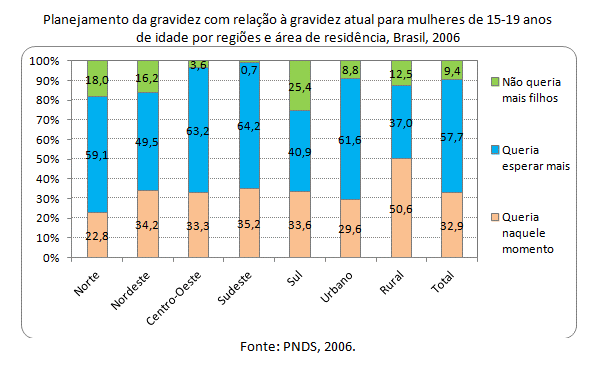 Planejamento da gravidez com relação à gravidez atual para mulheres de 15-19 anos
de idade por regiões e área de residência, Brasil, 2006
100%
90%
80%
70%
60%
50%
40%
30%
20%
10%
0%
18,0 16,2 3,6 0,7 25,4 8,8 12,5 9,4
59,1 49,5 63,2 64,2 40,9 61,6 37,0 57,7
22,8 34,2 33,3 35,2 33,6 29,6 50,6 32,9
Norte Nordeste Centro-Oeste Sudeste Sul Urbano Rural Total
Não queria
mais filhos
Queria
esperar mais
Queria
naquele
momento
Fonte: PNDS, 2006.